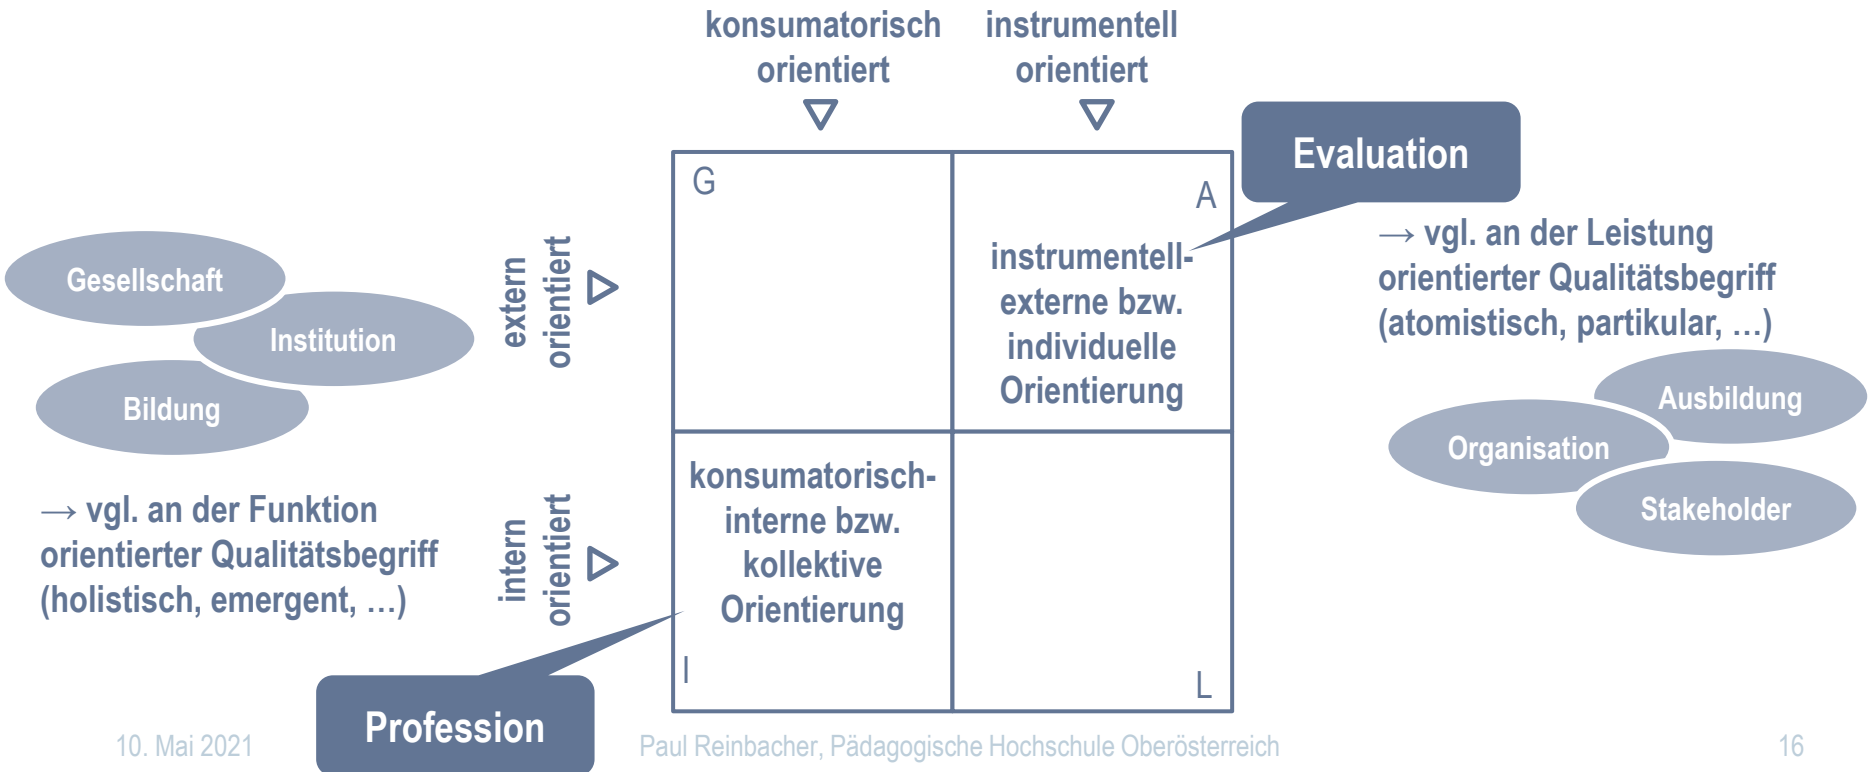 konsumatorisch
orientiert
instrumentell
orientiert
Evaluation
G
A
extern
orientiert
instrumentell-
externe bzw.
individuelle
Orientierung
→ vgl. an der Leistung
orientierter Qualitätsbegriff
(atomistisch, partikular, …)
Gesellschaft
Institution
Bildung
Ausbildung
Organisation
Stakeholder
→ vgl. an der Funktion
orientierter Qualitätsbegriff
(holistisch, emergent, …)
intern
orientiert
konsumatorisch-
interne bzw.
kollektive
Orientierung
I
L
Profession
10. Mai 2021
Paul Reinbacher, Pädagogische Hochschule Oberösterreich
16